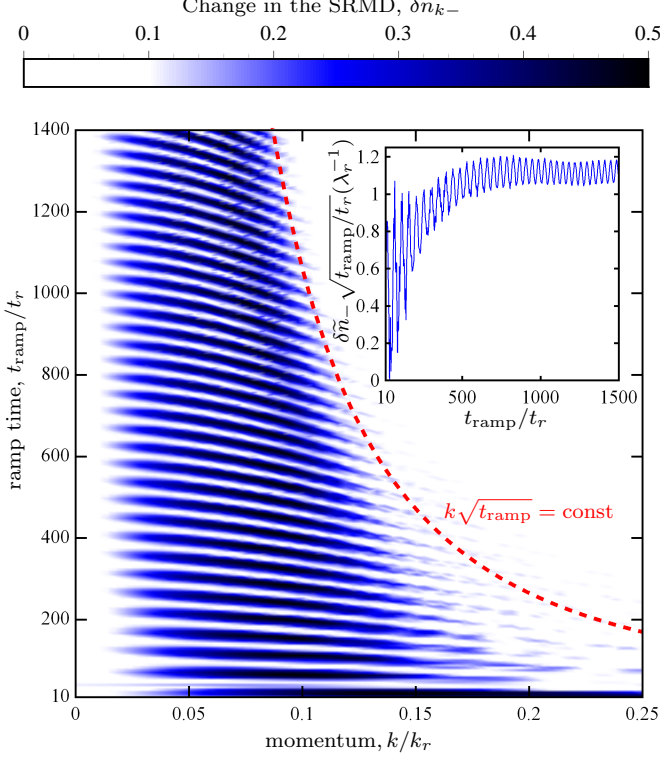 Change in the SRMD, δn_{k−}
0 0.1 0.2 0.3 0.4 0.5
ramp time, t_ramp/t_r
1400
1200
1000
800
600
400
200
10
0 0.05 0.1 0.15 0.2 0.25
momentum, k/k_r
k√t_ramp = const
δñ_−√(t_ramp/t_r)(λ_r^{−1})
1.2
1
0.8
0.6
0.4
0.2
0
10 500 1000 1500
t_ramp/t_r